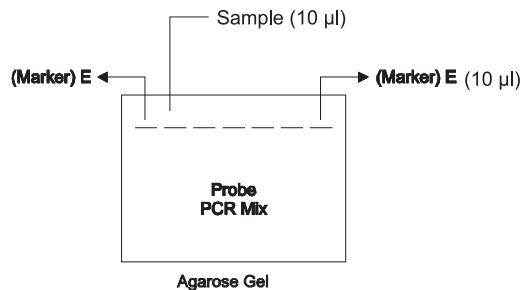 Sample (10 µl)
(Marker) E
(Marker) E (10 µl)
Probe
PCR Mix
Agarose Gel